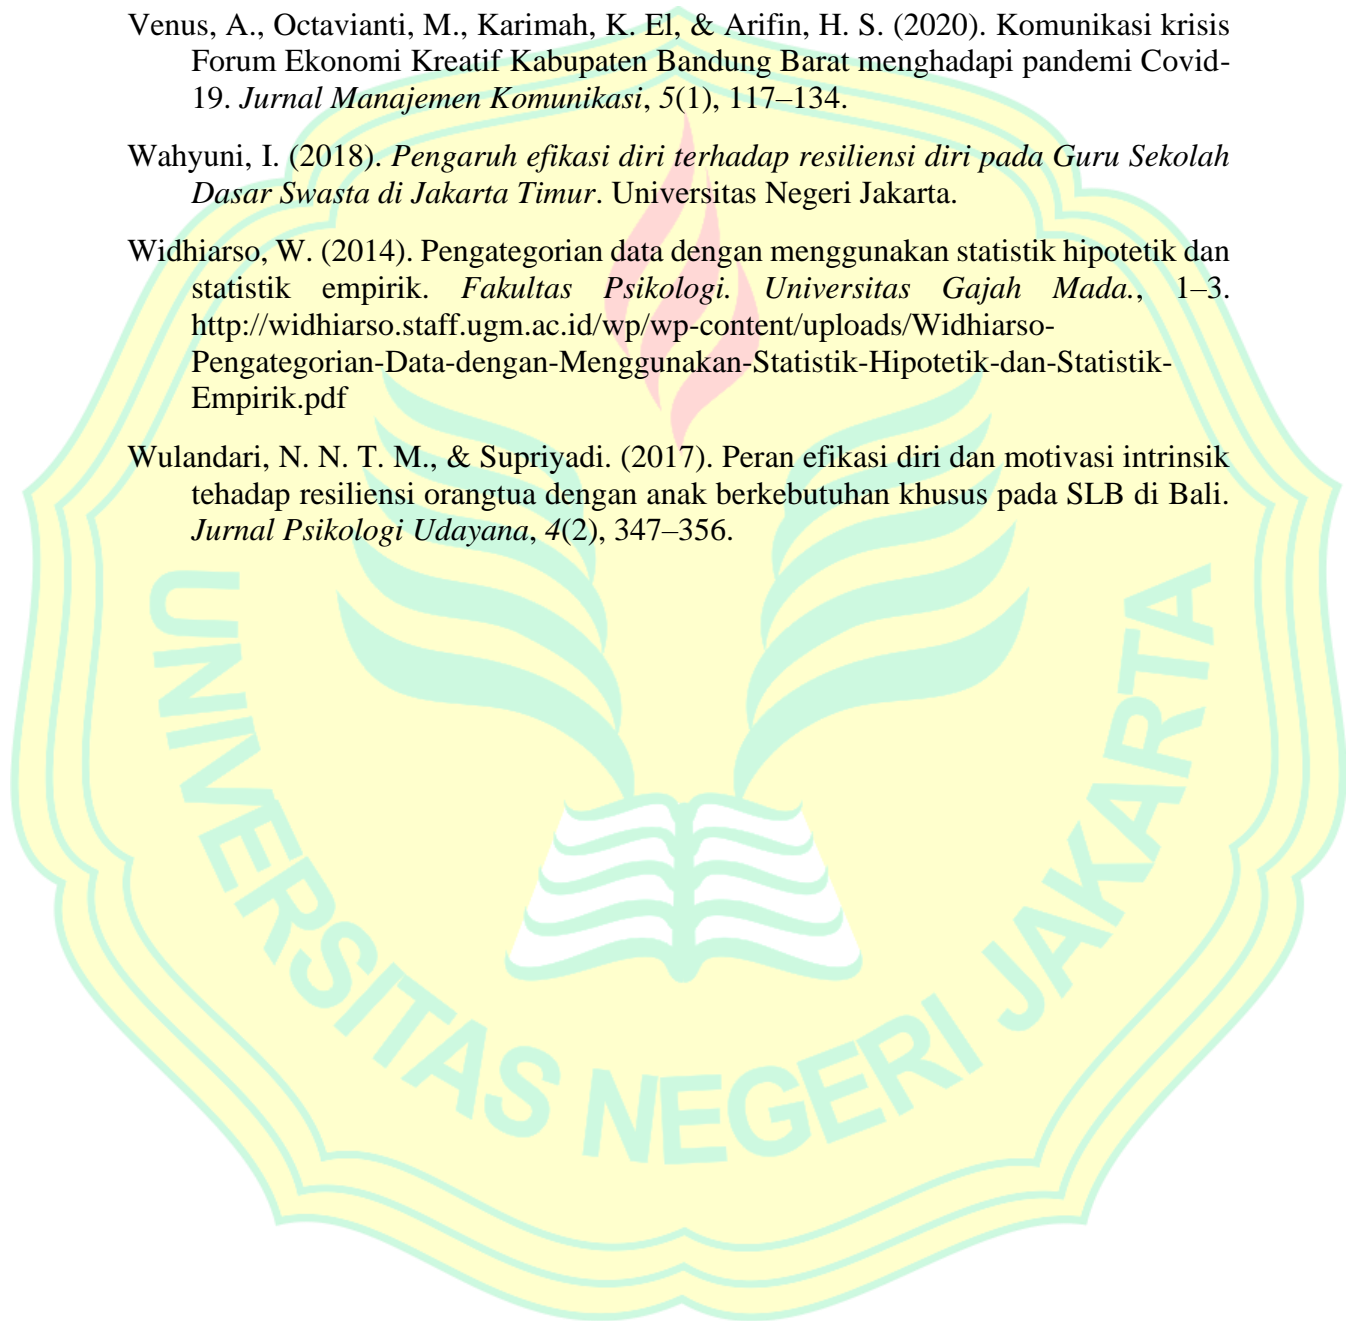 Venus, A., Octavianti, M., Karimah, K. El, & Arifin, H. S. (2020). Komunikasi krisis
Forum Ekonomi Kreatif Kabupaten Bandung Barat menghadapi pandemi Covid-
19. Jurnal Manajemen Komunikasi, 5(1), 117–134.
Wahyuni, I. (2018). Pengaruh efikasi diri terhadap resiliensi diri pada Guru Sekolah
Dasar Swasta di Jakarta Timur. Universitas Negeri Jakarta.
Widhiarso, W. (2014). Pengategorian data dengan menggunakan statistik hipotetik dan
statistik empirik. Fakultas Psikologi. Universitas Gajah Mada., 1–3.
http://widhiarso.staff.ugm.ac.id/wp/wp-content/uploads/Widhiarso-
Pengategorian-Data-dengan-Menggunakan-Statistik-Hipotetik-dan-Statistik-
Empirik.pdf
Wulandari, N. N. T. M., & Supriyadi. (2017). Peran efikasi diri dan motivasi intrinsik
tehadap resiliensi orangtua dengan anak berkebutuhan khusus pada SLB di Bali.
Jurnal Psikologi Udayana, 4(2), 347–356.
UNIVERSITAS NEGERI JAKARTA